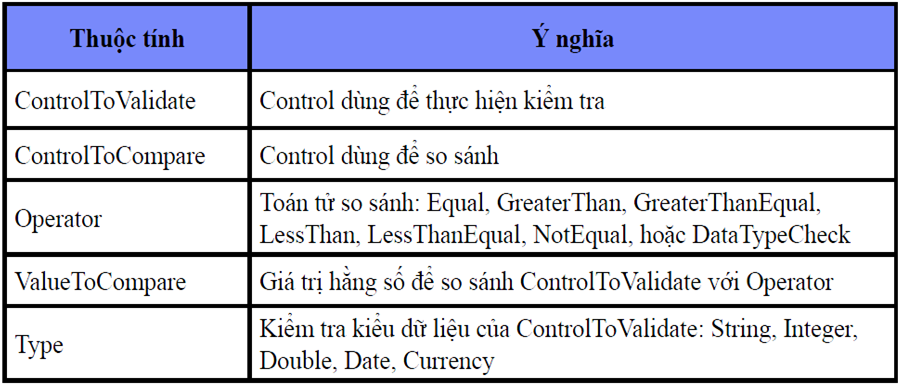 Thuộc tính
Ý nghĩa
ControlToValidate
Control dùng để thực hiện kiểm tra
ControlToCompare
Control dùng để so sánh
Operator
Toán tử so sánh: Equal, GreaterThan, GreaterThanEqual,
LessThan, LessThanEqual, NotEqual, hoặc DataTypeCheck
ValueToCompare
Giá trị hằng số để so sánh ControlToValidate với Operator
Type
Kiểm tra kiểu dữ liệu của ControlToValidate: String, Integer,
Double, Date, Currency